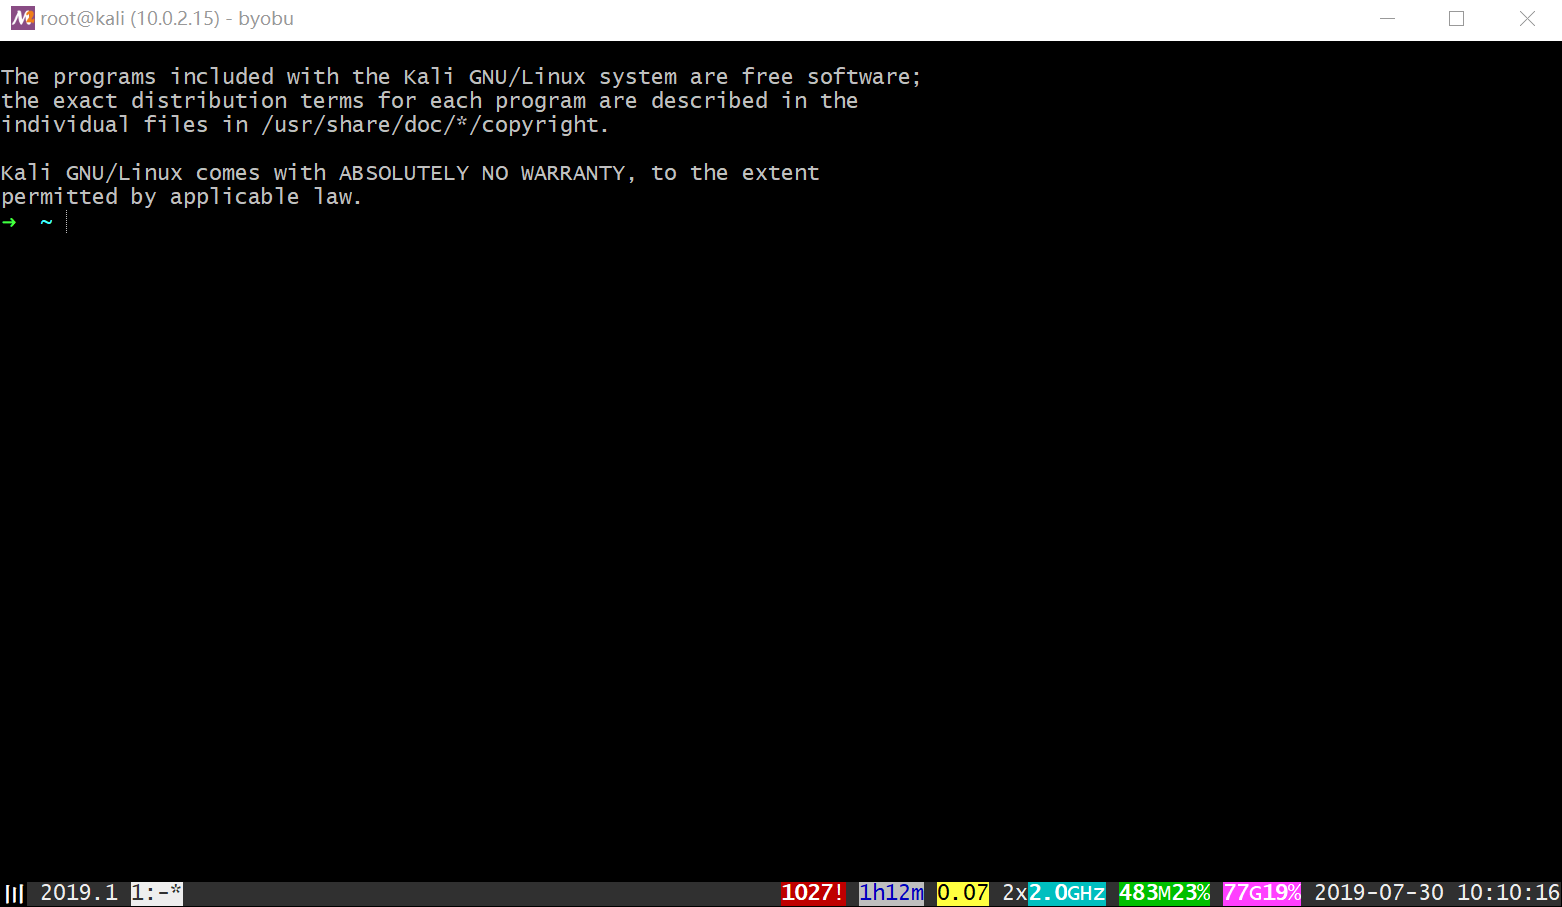 root@kali (10.0.2.15) - byobu
The programs included with the Kali GNU/Linux system are free software;
the exact distribution terms for each program are described in the
individual files in /usr/share/doc/*/copyright.
Kali GNU/Linux comes with ABSOLUTELY NO WARRANTY, to the extent
permitted by applicable law.
→ ~
2019.1 1:-* 1027! 1h12m 0.07 2x2.0GHz 483M23% 77G19% 2019-07-30 10:10:16